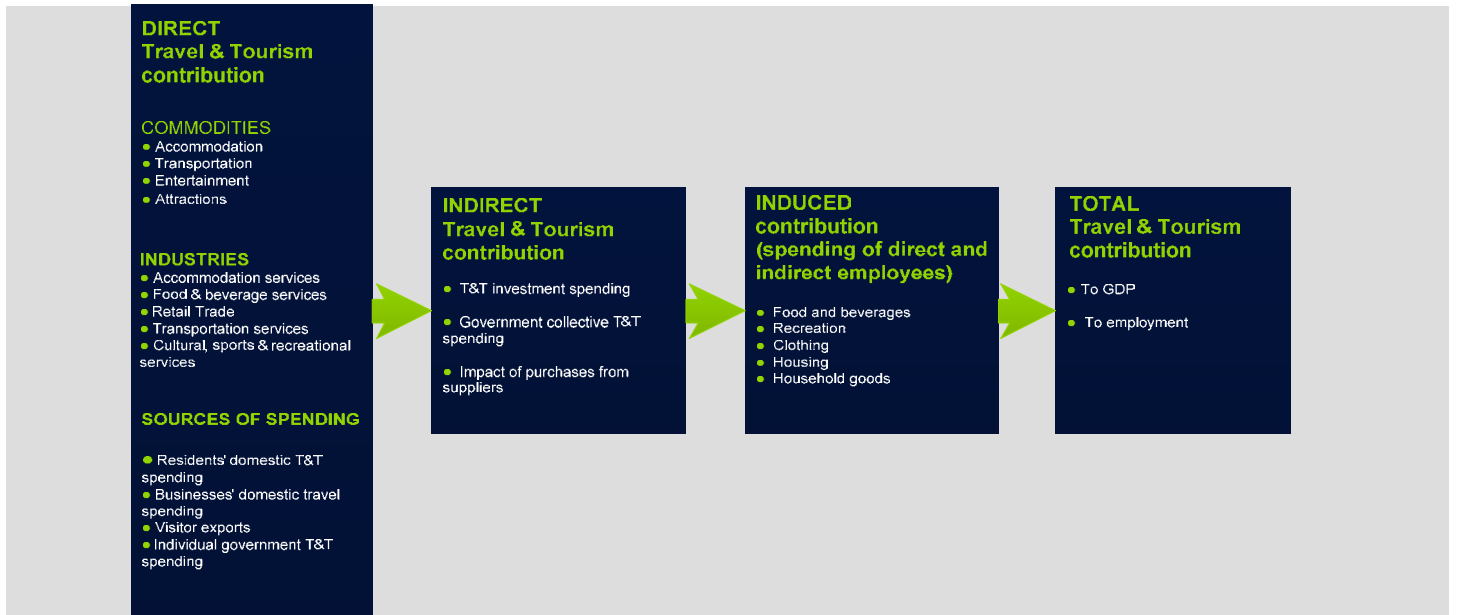 DIRECT
Travel & Tourism
contribution
COMMODITIES
• Accommodation
• Transportation
• Entertainment
• Attractions
INDUSTRIES
• Accommodation services
• Food & beverage services
• Retail Trade
• Transportation services
• Cultural, sports & recreational
services
SOURCES OF SPENDING
• Residents' domestic T&T
spending
• Businesses' domestic travel
spending
• Visitor exports
• Individual government T&T
spending
INDIRECT
Travel & Tourism
contribution
• T&T investment spending
• Government collective T&T
spending
• Impact of purchases from
suppliers
INDUCED
contribution
(spending of direct and
indirect employees)
• Food and beverages
• Recreation
• Clothing
• Housing
• Household goods
TOTAL
Travel & Tourism
contribution
• To GDP
• To employment